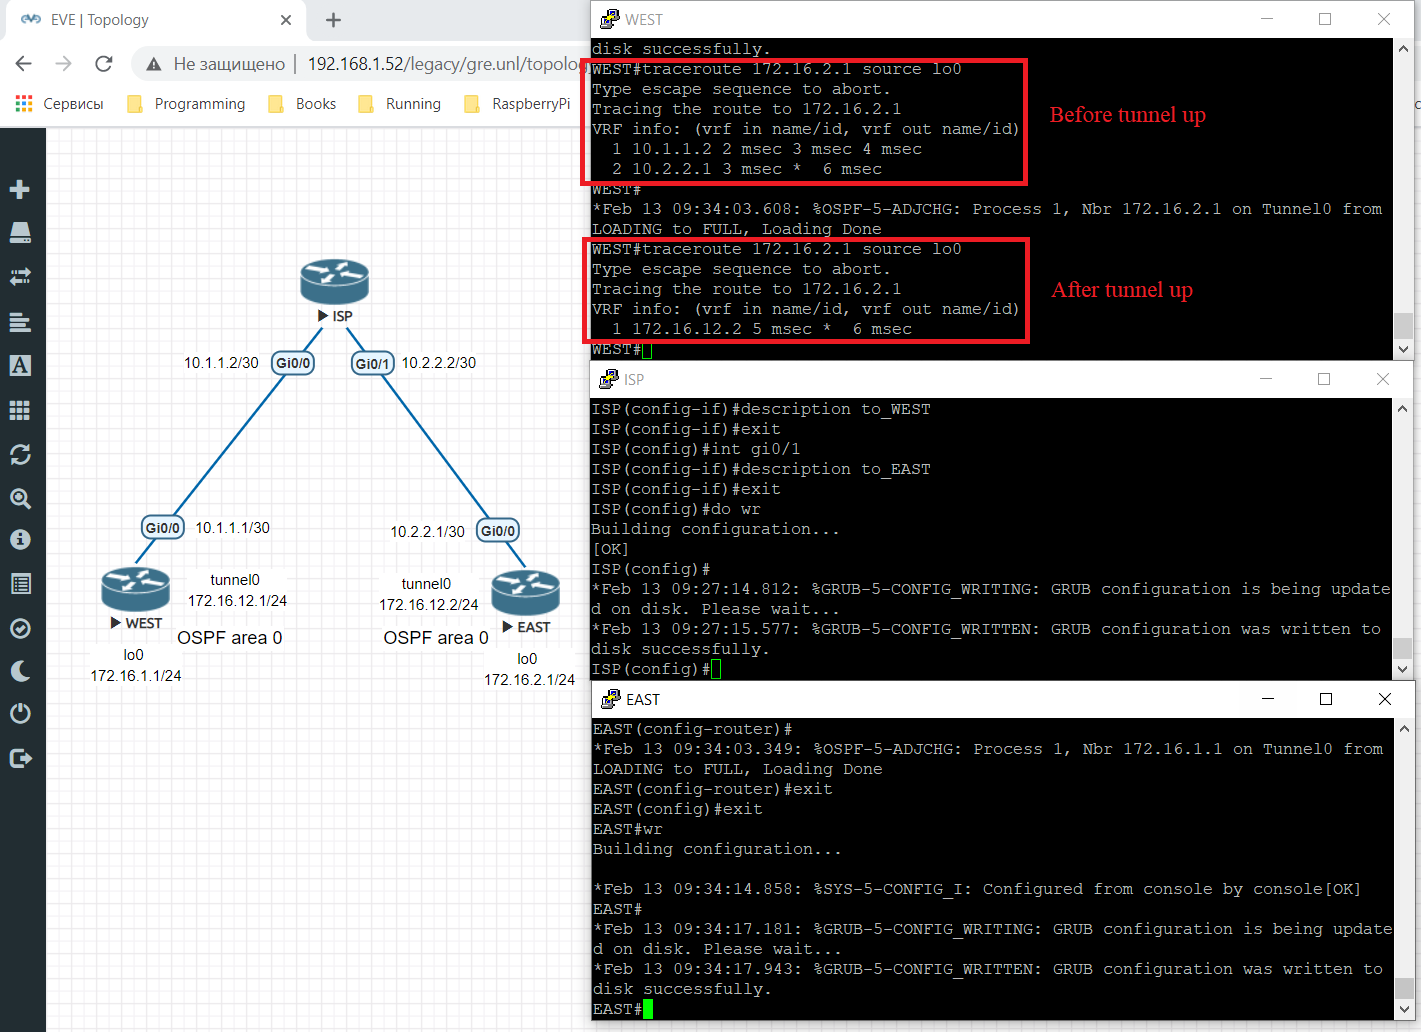 EVE | Topology
Не защищено | 192.168.1.52/legacy/gre.unl/topolo
Сервисы
Programming
Books
Running
RaspberryPi
ISP
10.1.1.2/30
Gi0/0
Gi0/1
10.2.2.2/30
Gi0/0
10.1.1.1/30
10.2.2.1/30
Gi0/0
tunnel0
172.16.12.1/24
tunnel0
172.16.12.2/24
WEST
OSPF area 0
OSPF area 0
EAST
lo0
172.16.1.1/24
lo0
172.16.2.1/24
WEST
disk successfully.
WEST#traceroute 172.16.2.1 source lo0
Type escape sequence to abort.
Tracing the route to 172.16.2.1
VRF info: (vrf in name/id, vrf out name/id)
1 10.1.1.2 2 msec 3 msec 4 msec
2 10.2.2.1 3 msec *  6 msec
Before tunnel up
WEST#
*Feb 13 09:34:03.608: %OSPF-5-ADJCHG: Process 1, Nbr 172.16.2.1 on Tunnel0 from
LOADING to FULL, Loading Done
WEST#traceroute 172.16.2.1 source lo0
Type escape sequence to abort.
Tracing the route to 172.16.2.1
VRF info: (vrf in name/id, vrf out name/id)
1 172.16.12.2 5 msec *  6 msec
After tunnel up
WEST#
ISP
ISP(config-if)#description to_WEST
ISP(config-if)#exit
ISP(config)#int gi0/1
ISP(config-if)#description to_EAST
ISP(config-if)#exit
ISP(config)#do wr
Building configuration...
[OK]
ISP(config)#
*Feb 13 09:27:14.812: %GRUB-5-CONFIG_WRITING: GRUB configuration is being update
d on disk. Please wait...
*Feb 13 09:27:15.577: %GRUB-5-CONFIG_WRITTEN: GRUB configuration was written to
disk successfully.
ISP(config)#
EAST
EAST(config-router)#
*Feb 13 09:34:03.349: %OSPF-5-ADJCHG: Process 1, Nbr 172.16.1.1 on Tunnel0 from
LOADING to FULL, Loading Done
EAST(config-router)#exit
EAST(config)#exit
EAST#wr
Building configuration...
*Feb 13 09:34:14.858: %SYS-5-CONFIG_I: Configured from console by console[OK]
EAST#
*Feb 13 09:34:17.181: %GRUB-5-CONFIG_WRITING: GRUB configuration is being update
d on disk. Please wait...
*Feb 13 09:34:17.943: %GRUB-5-CONFIG_WRITTEN: GRUB configuration was written to
disk successfully.
EAST#